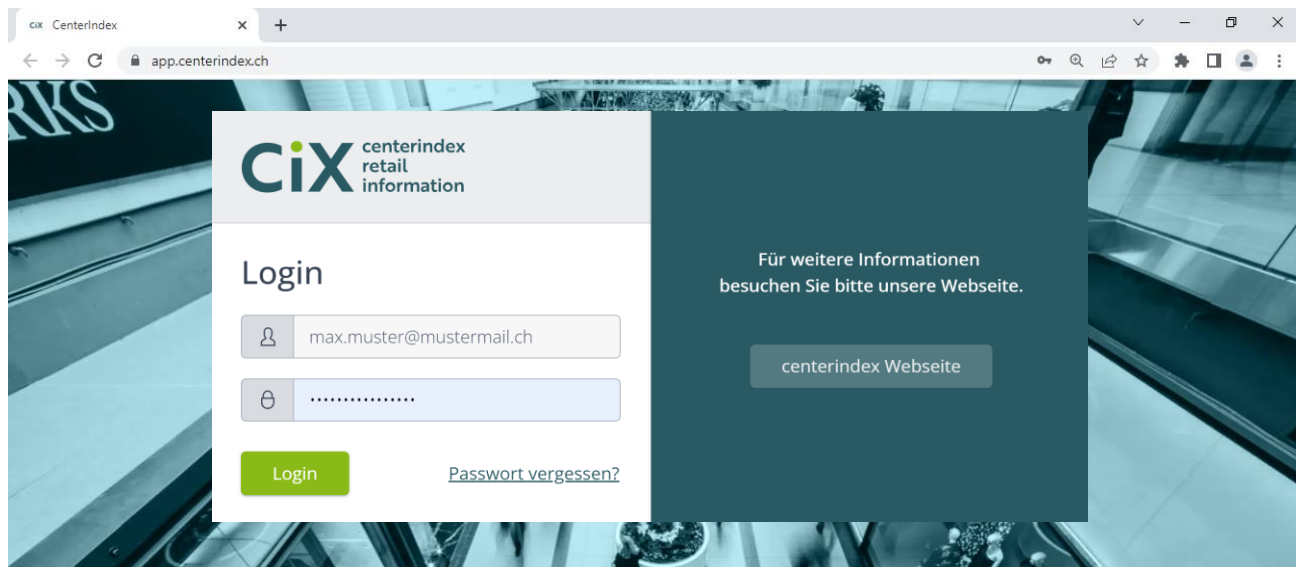 CiX CenterIndex
app.centerindex.ch
RKS
CiX centerindex
retail
information
Login
max.muster@mustermail.ch
Login
Passwort vergessen?
Für weitere Informationen
besuchen Sie bitte unsere Webseite.
centerindex Webseite